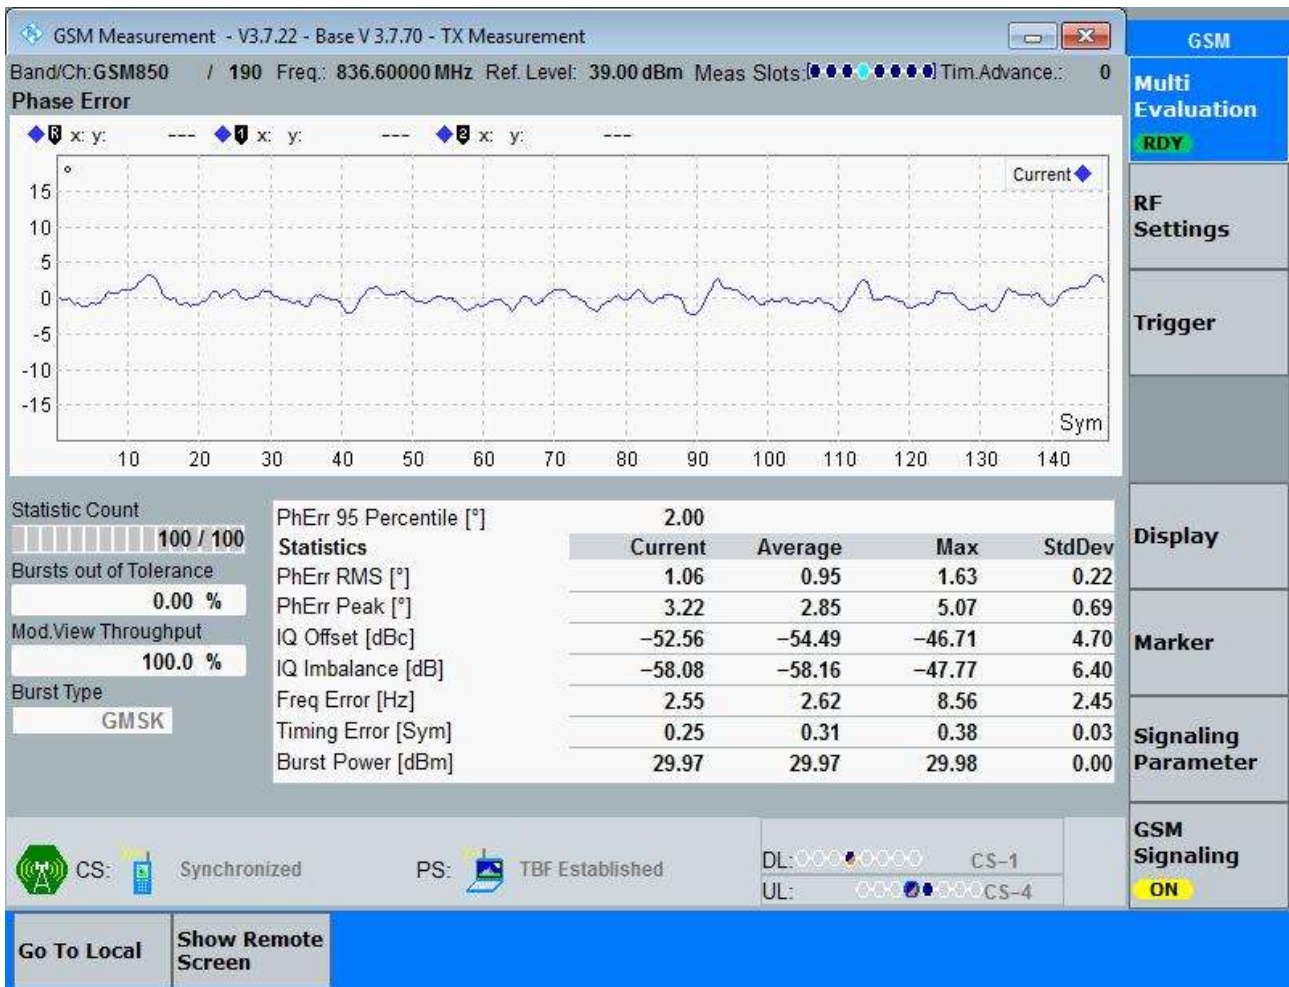 GSM Measurement - V3.7.22 - Base V 3.7.70 - TX Measurement
GSM
Band/Ch:GSM850 / 190 Freq.: 836.60000 MHz Ref. Level: 39.00 dBm Meas Slots: Tim.Advance.: 0
Phase Error
R x: y: --- 1 x: y: --- 2 x: y: ---
°
Current
15
10
5
0
-5
-10
-15
Sym
10 20 30 40 50 60 70 80 90 100 110 120 130 140
Statistic Count
100 / 100
Bursts out of Tolerance
0.00 %
Mod.View Throughput
100.0 %
Burst Type
GMSK
PhErr 95 Percentile [°] 2.00
Statistics Current Average Max StdDev
PhErr RMS [°] 1.06 0.95 1.63 0.22
PhErr Peak [°] 3.22 2.85 5.07 0.69
IQ Offset [dBc] −52.56 −54.49 −46.71 4.70
IQ Imbalance [dB] −58.08 −58.16 −47.77 6.40
Freq Error [Hz] 2.55 2.62 8.56 2.45
Timing Error [Sym] 0.25 0.31 0.38 0.03
Burst Power [dBm] 29.97 29.97 29.98 0.00
CS: Synchronized PS: TBF Established
DL: CS−1
UL: CS−4
Multi
Evaluation
RDY
RF
Settings
Trigger
Display
Marker
Signaling
Parameter
GSM
Signaling
ON
Go To Local
Show Remote
Screen